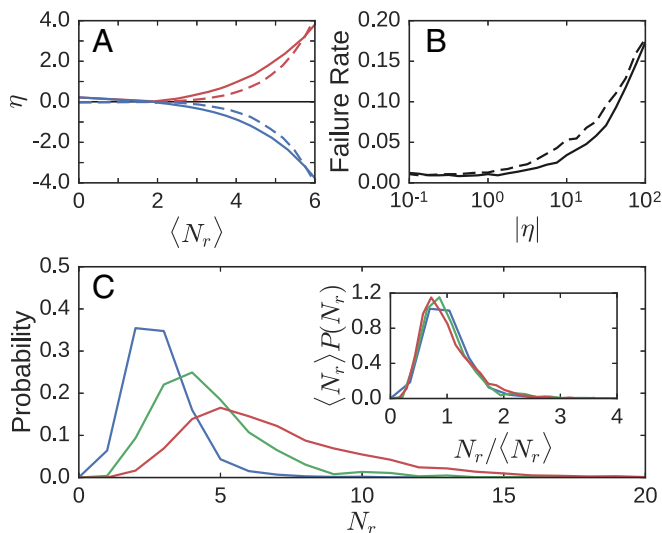 A
4.0
2.0
0.0
-2.0
-4.0
η
0 2 4 6
⟨N_r⟩
B
0.20
0.15
0.10
0.05
0.00
Failure Rate
10^-1 10^0 10^1 10^2
|η|
C
0.5
0.4
0.3
0.2
0.1
0.0
Probability
0 5 10 15 20
N_r
1.2
0.8
0.4
0.0
⟨N_r⟩P(N_r)
0 1 2 3 4
N_r/⟨N_r⟩